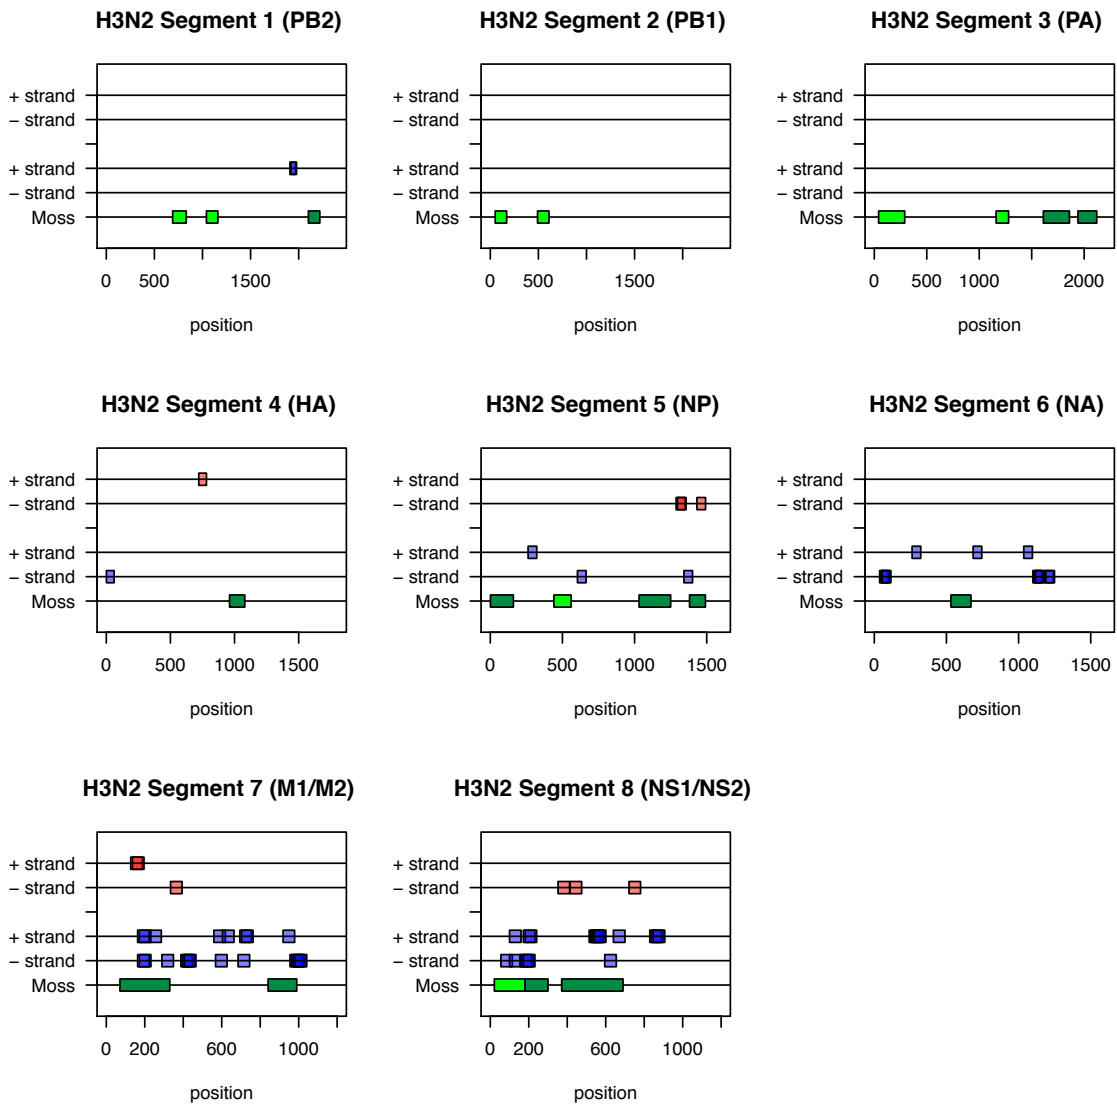 H3N2 Segment 1 (PB2)
+ strand
− strand
+ strand
− strand
Moss
0 500 1500
position
H3N2 Segment 2 (PB1)
+ strand
− strand
+ strand
− strand
Moss
0 500 1500
position
H3N2 Segment 3 (PA)
+ strand
− strand
+ strand
− strand
Moss
0 500 1000 2000
position
H3N2 Segment 4 (HA)
+ strand
− strand
+ strand
− strand
Moss
0 500 1000 1500
position
H3N2 Segment 5 (NP)
+ strand
− strand
+ strand
− strand
Moss
0 500 1000 1500
position
H3N2 Segment 6 (NA)
+ strand
− strand
+ strand
− strand
Moss
0 500 1000 1500
position
H3N2 Segment 7 (M1/M2)
+ strand
− strand
+ strand
− strand
Moss
0 200 600 1000
position
H3N2 Segment 8 (NS1/NS2)
+ strand
− strand
+ strand
− strand
Moss
0 200 600 1000
position